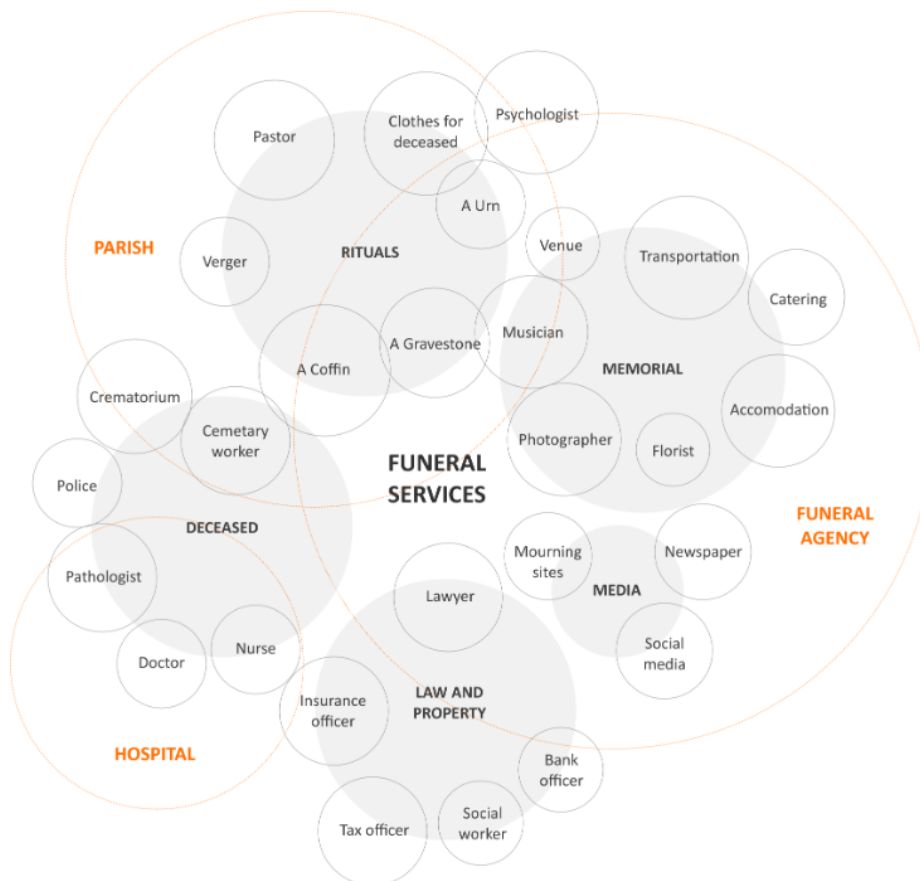 Psychologist
Clothes for
deceased
Pastor
A Urn
PARISH
Verger
RITUALS
Venue
Transportation
Catering
Musician
A Gravestone
A Coffin
MEMORIAL
Crematorium
Accomodation
Cemetary
worker
Photographer
Florist
FUNERAL
SERVICES
Police
DECEASED
FUNERAL
AGENCY
Mourning
sites
Newspaper
Pathologist
MEDIA
Lawyer
Nurse
Doctor
Social
media
Insurance
officer
LAW AND
PROPERTY
HOSPITAL
Bank
officer
Tax officer
Social
worker